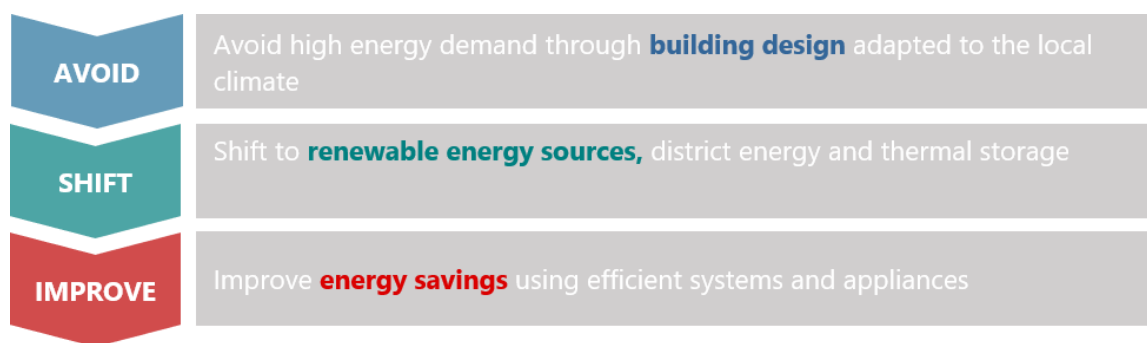 AVOID
Avoid high energy demand through building design adapted to the local
climate
SHIFT
Shift to renewable energy sources, district energy and thermal storage
IMPROVE
Improve energy savings using efficient systems and appliances